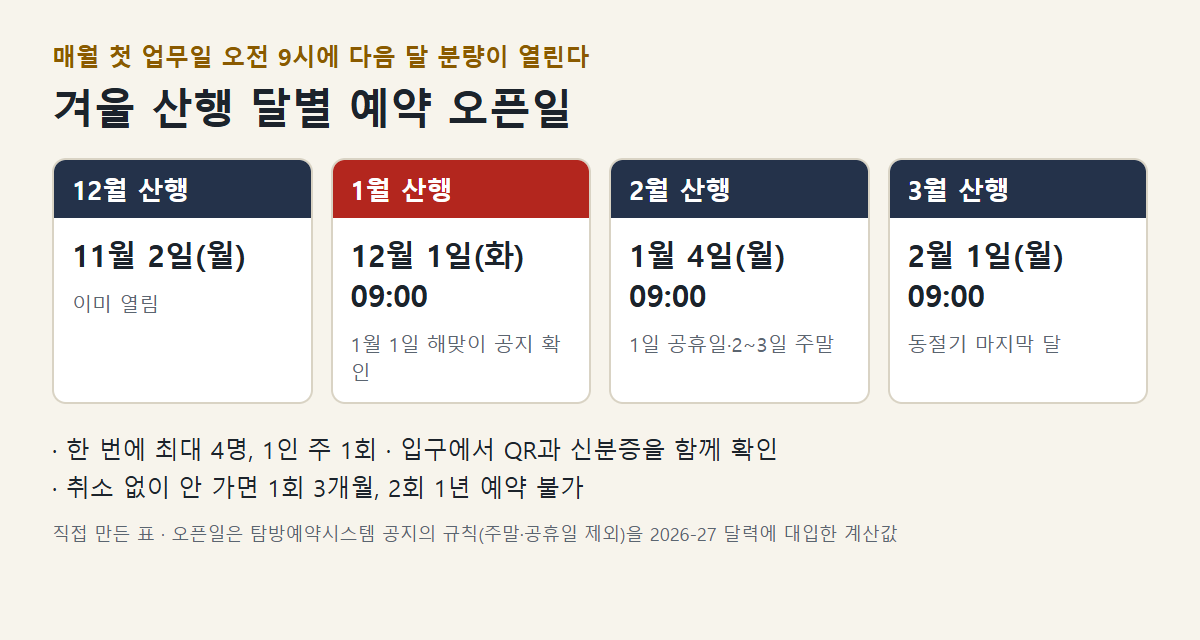 매월 첫 업무일 오전 9시에 다음 달 분량이 열린다
겨울 산행 달별 예약 오픈일
12월 산행
11월 2일(월)
이미 열림
1월 산행
12월 1일(화)
09:00
1월 1일 해맞이 공지 확
인
2월 산행
1월 4일(월)
09:00
1일 공휴일·2~3일 주말
3월 산행
2월 1일(월)
09:00
동절기 마지막 달
· 한 번에 최대 4명, 1인 주 1회 · 입구에서 QR과 신분증을 함께 확인
· 취소 없이 안 가면 1회 3개월, 2회 1년 예약 불가
직접 만든 표 · 오픈일은 탐방예약시스템 공지의 규칙(주말·공휴일 제외)을 2026-27 달력에 대입한 계산값